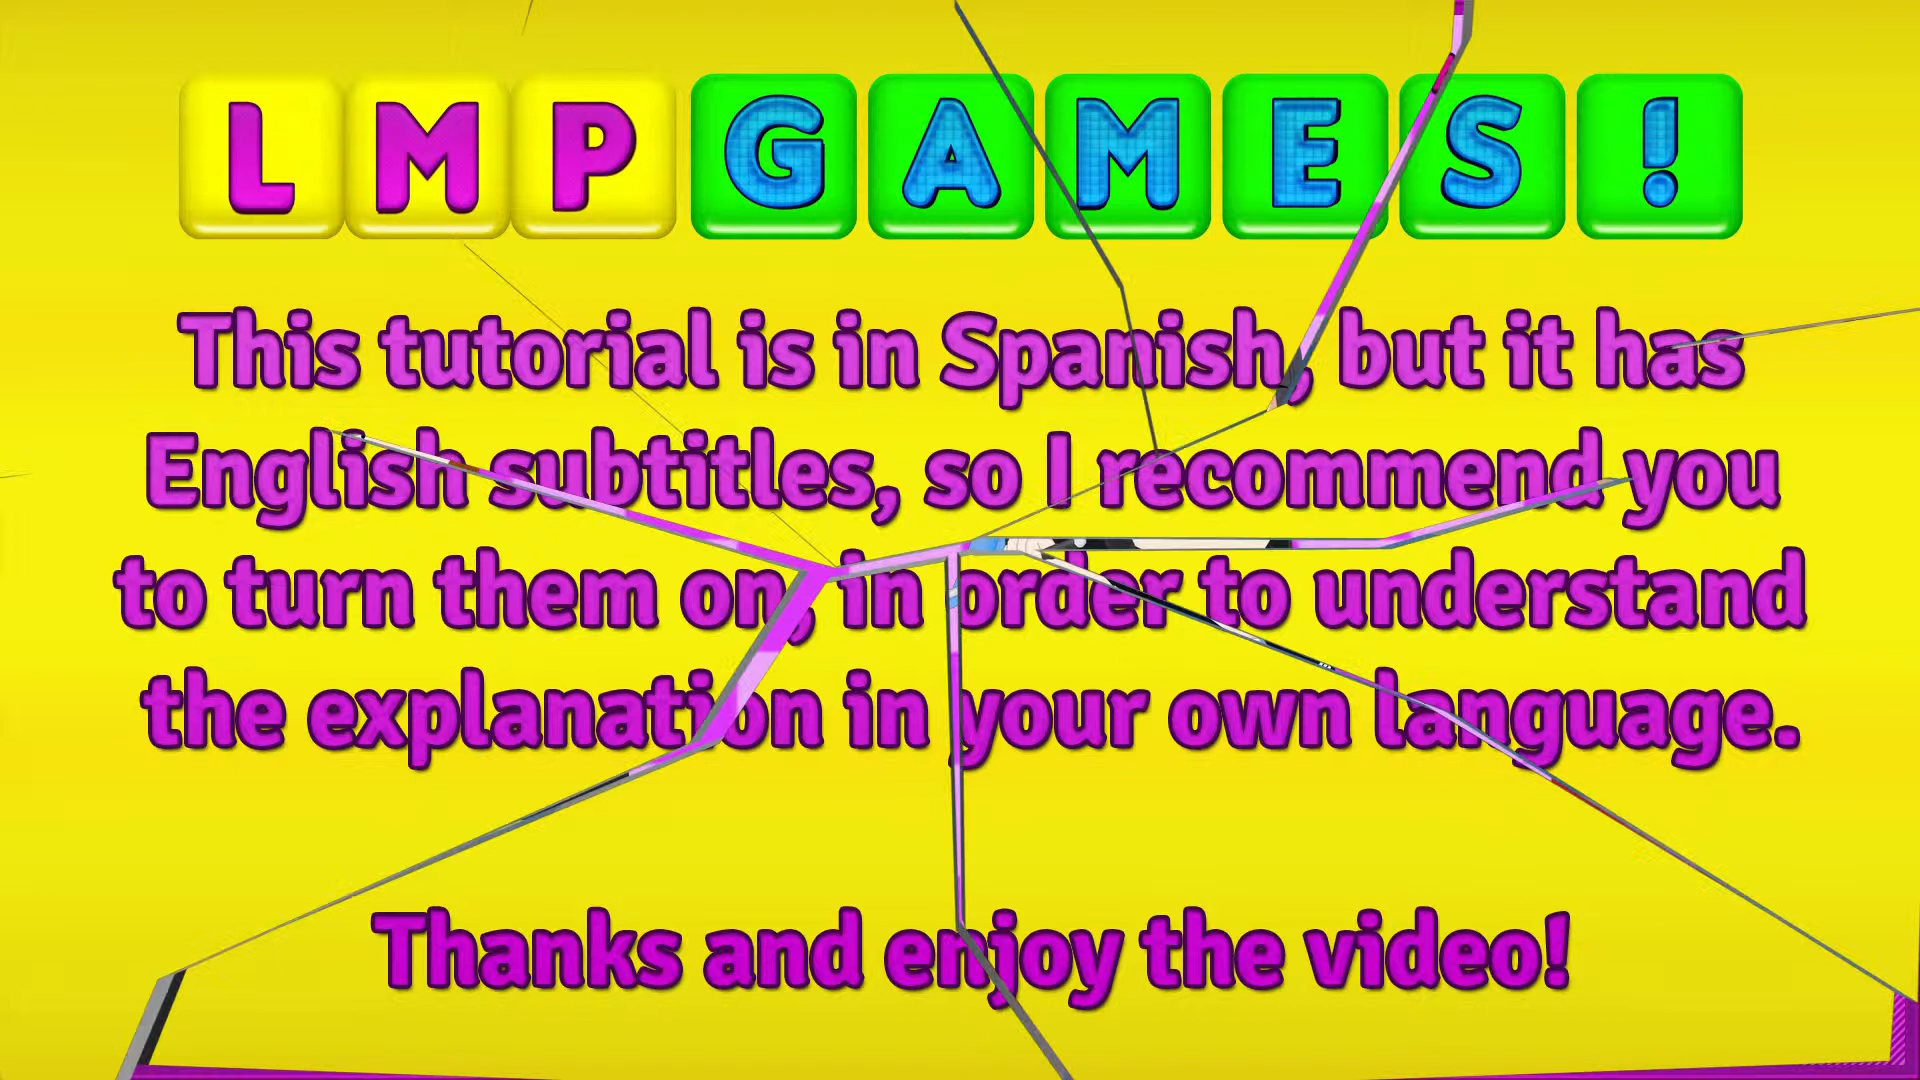 LMP GAMES!
This tutorial is in Spanish, but it has
English subtitles, so I recommend you
to turn them on, in order to understand
the explanation in your own language.
Thanks and enjoy the video!